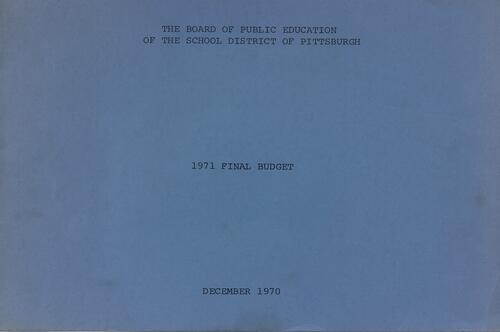 THE BOARD OF PUBLIC EDUCATION
OF THE SCHOOL DISTRICT OF PITTSBURGH
1971 FINAL BUDGET
DECEMBER 1970